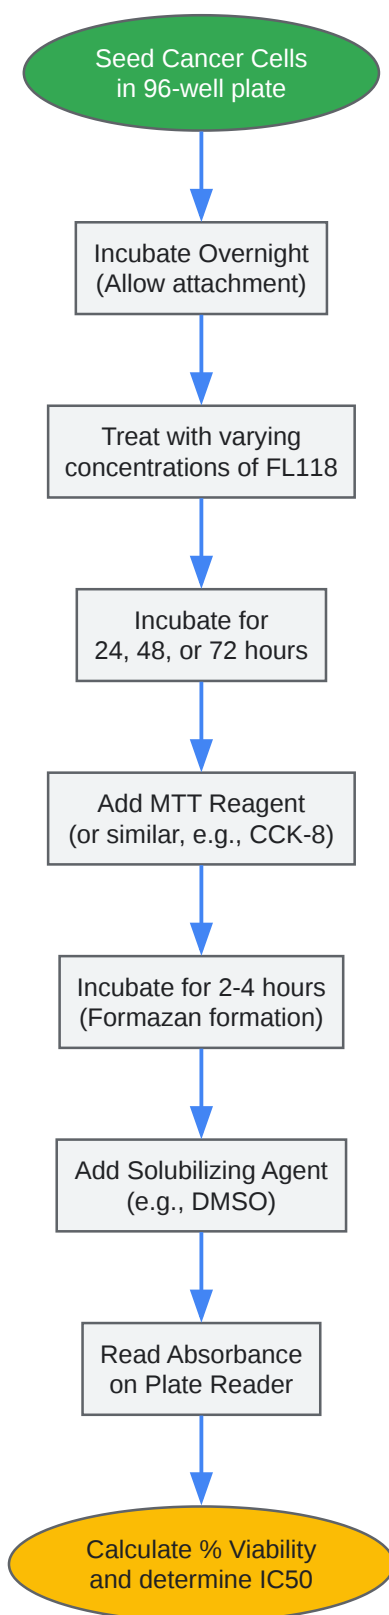 Seed Cancer Cells
in 96-well plate
Incubate Overnight
(Allow attachment)
Treat with varying
concentrations of FL118
Incubate for
24, 48, or 72 hours
Add MTT Reagent
(or similar, e.g., CCK-8)
Incubate for 2-4 hours
(Formazan formation)
Add Solubilizing Agent
(e.g., DMSO)
Read Absorbance
on Plate Reader
Calculate % Viability
and determine IC50